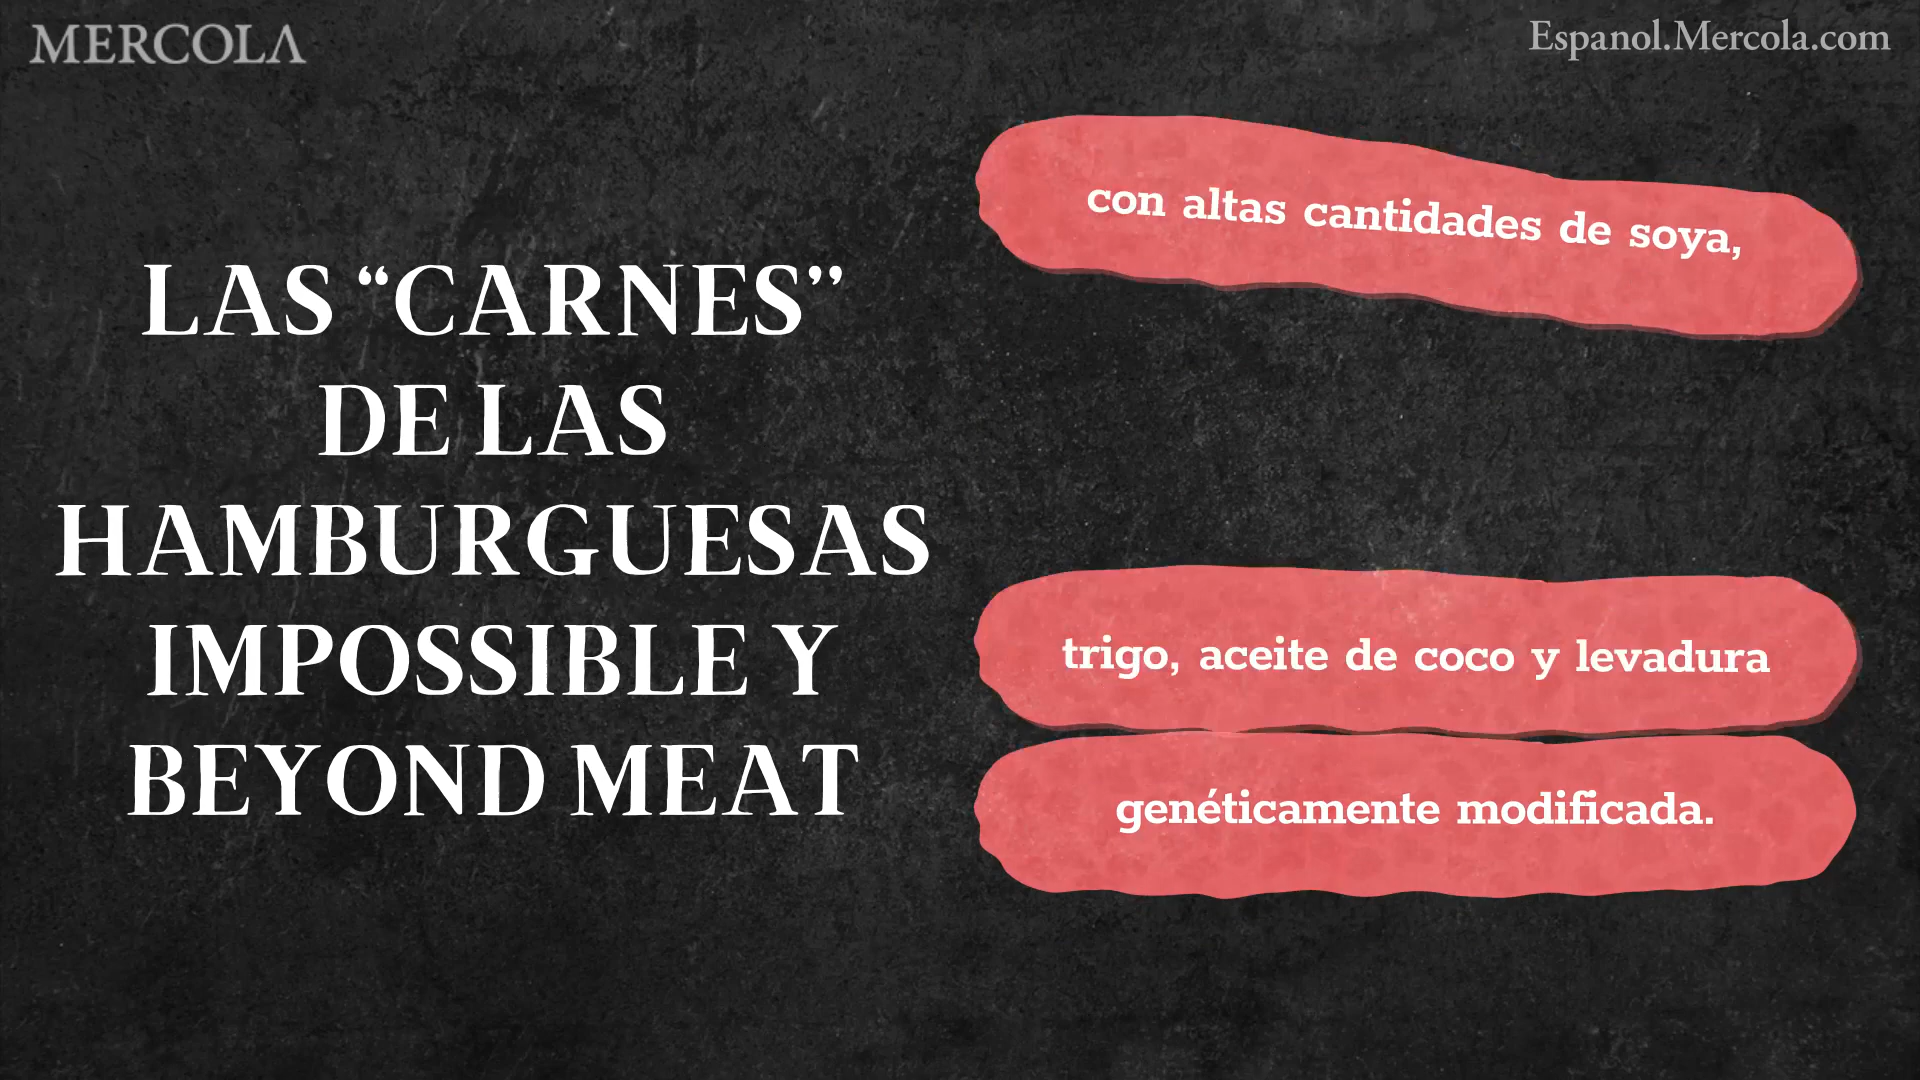 MERCOLA
Espanol.Mercola.com
LAS “CARNES”
DE LAS
HAMBURGUESAS
IMPOSSIBLE Y
BEYOND MEAT
con altas cantidades de soya,
trigo, aceite de coco y levadura
genéticamente modificada.